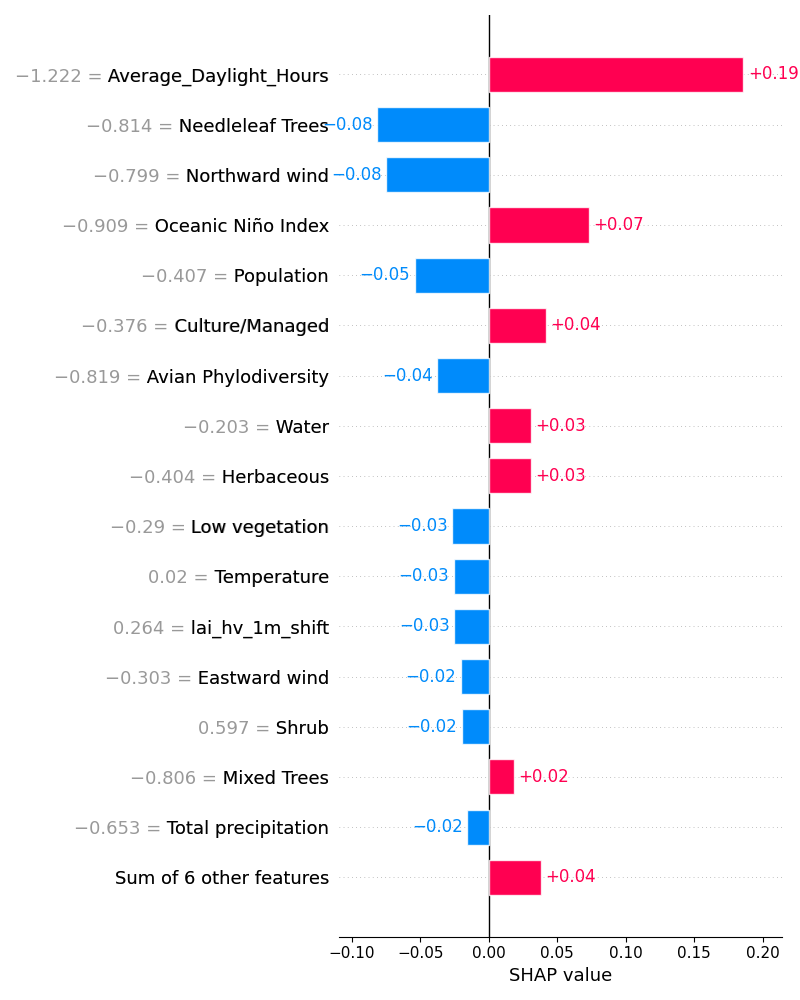 −1.222 = Average_Daylight_Hours +0.19
−0.814 = Needleleaf Trees −0.08
−0.799 = Northward wind −0.08
−0.909 = Oceanic Niño Index +0.07
−0.407 = Population −0.05
−0.376 = Culture/Managed +0.04
−0.819 = Avian Phylodiversity −0.04
−0.203 = Water +0.03
−0.404 = Herbaceous +0.03
−0.29 = Low vegetation −0.03
0.02 = Temperature −0.03
0.264 = lai_hv_1m_shift −0.03
−0.303 = Eastward wind −0.02
0.597 = Shrub −0.02
−0.806 = Mixed Trees +0.02
−0.653 = Total precipitation −0.02
Sum of 6 other features +0.04
−0.10 −0.05 0.00 0.05 0.10 0.15 0.20
SHAP value